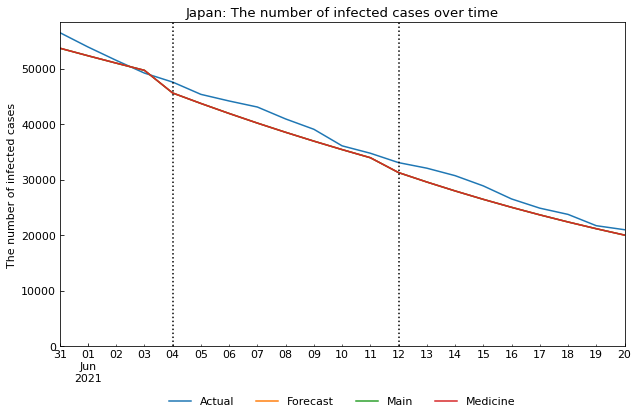 Japan: The number of infected cases over time
The number of infected cases
50000
40000
30000
20000
10000
0
31 01 02 03 04 05 06 07 08 09 10 11 12 13 14 15 16 17 18 19 20
Jun
2021
Actual Forecast Main Medicine